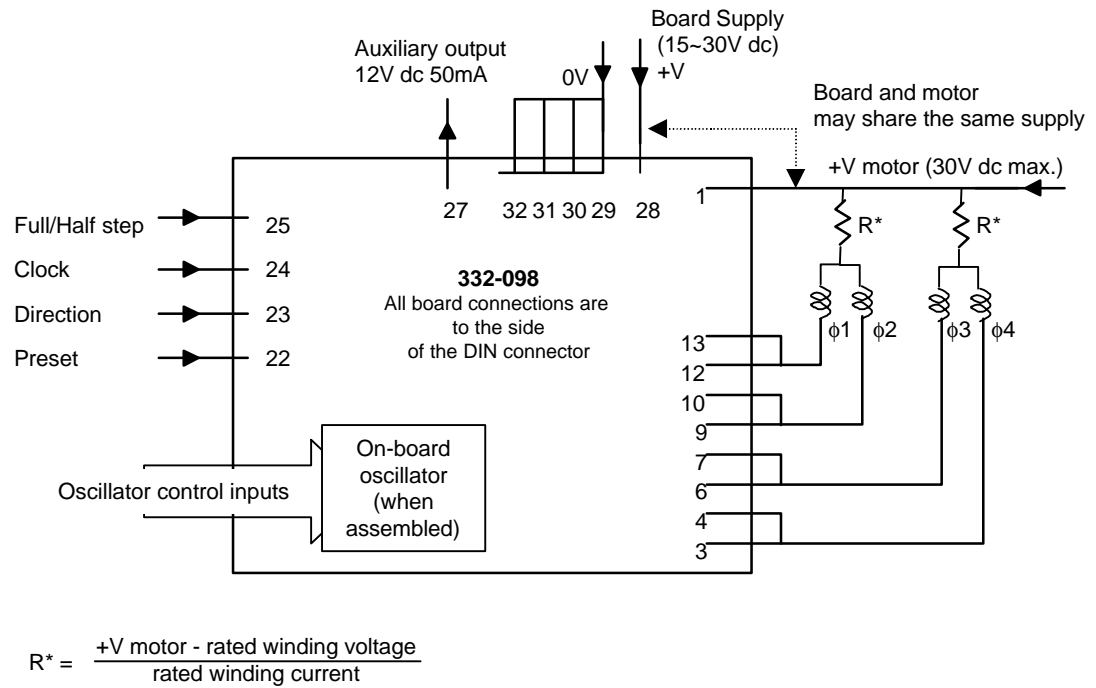 Board Supply
(15~30V dc)
Auxiliary output
12V dc 50mA
0V
+V
Board and motor
may share the same supply
+V motor (30V dc max.)
27 32 31 30 29 28
1
R* R*
Full/Half step 25
Clock 24
Direction 23
Preset 22
332-098
All board connections are
to the side
of the DIN connector
ϕ1 ϕ2 ϕ3 ϕ4
13
12
10
9
7
6
4
3
On-board
oscillator
(when
assembled)
Oscillator control inputs
+V motor - rated winding voltage
R* =
rated winding current